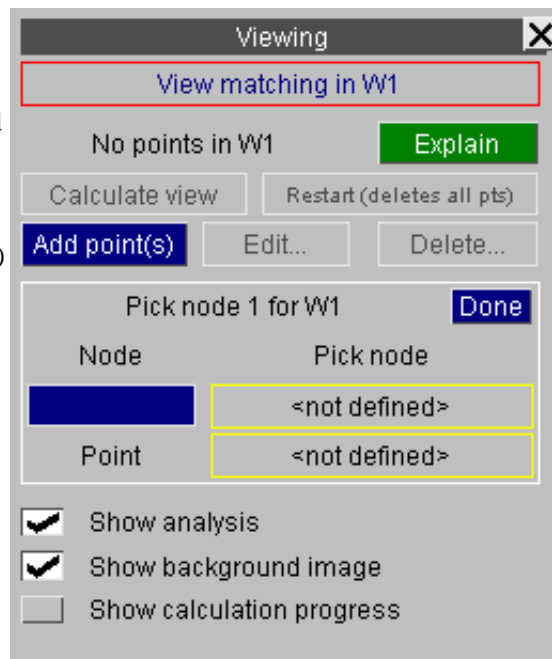 Viewing X
View matching in W1
No points in W1 Explain
Calculate view Restart (deletes all pts)
Add point(s) Edit... Delete...
Pick node 1 for W1 Done
Node Pick node
<not defined>
Point <not defined>
Show analysis
Show background image
Show calculation progress